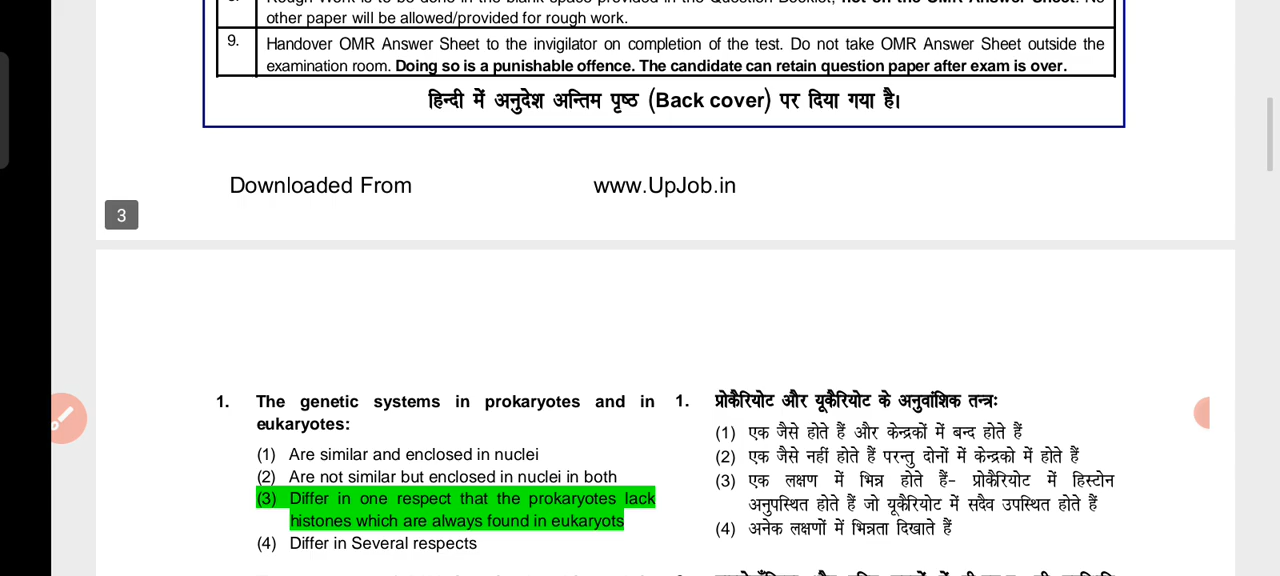 other paper will be allowed/provided for rough work.
9. Handover OMR Answer Sheet to the invigilator on completion of the test. Do not take OMR Answer Sheet outside the
examination room. Doing so is a punishable offence. The candidate can retain question paper after exam is over.
हिन्दी में अनुदेश अन्तिम पृष्ठ (Back cover) पर दिया गया है।
Downloaded From www.UpJob.in
3
1. The genetic systems in prokaryotes and in
eukaryotes:
(1) Are similar and enclosed in nuclei
(2) Are not similar but enclosed in nuclei in both
(3) Differ in one respect that the prokaryotes lack
histones which are always found in eukaryots
(4) Differ in Several respects
1. प्रोकैरियोट और यूकैरियोट के अनुवांशिक तन्त्रः
(1) एक जैसे होते हैं और केन्द्रकों में बन्द होते हैं
(2) एक जैसे नहीं होते हैं परन्तु दोनों में केन्द्रको में होते हैं
(3) एक लक्षण में भिन्न होते हैं- प्रोकैरियोट में हिस्टोन
अनुपस्थित होते हैं जो यूकैरियोट में सदैव उपस्थित होते हैं
(4) अनेक लक्षणों में भिन्नता दिखाते हैं